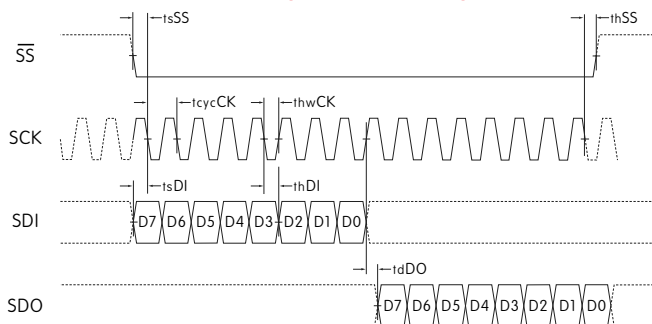 tsSS
thSS
SS
tcycCK
thwCK
SCK
tsDI
thDI
SDI
D7 D6 D5 D4 D3 D2 D1 D0
tdDO
SDO
D7 D6 D5 D4 D3 D2 D1 D0